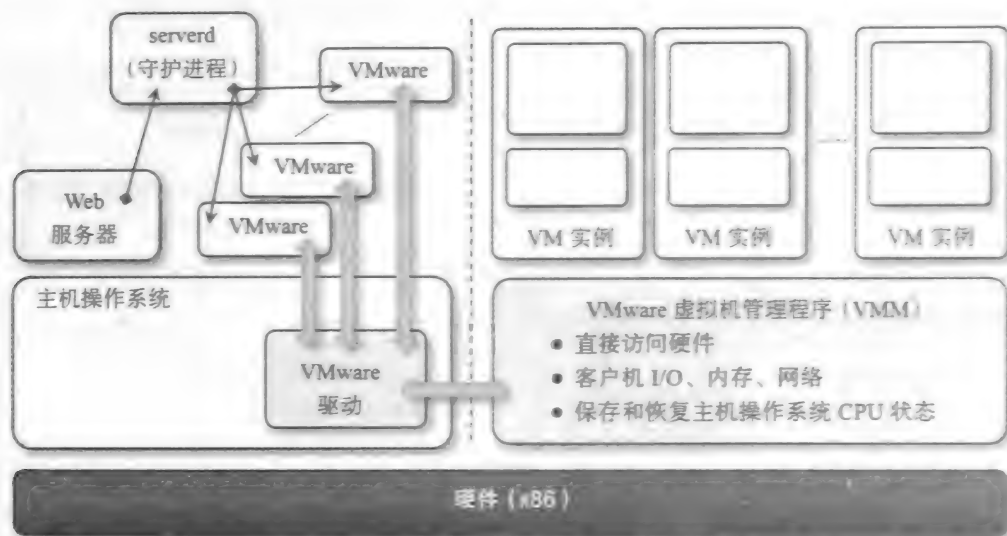 serverd
(守护进程)
VMware
VMware
VMware
Web
服务器
主机操作系统
VMware
驱动
VM 实例
VM 实例
VM 实例
VMware 虚拟机管理程序 (VMM)
• 直接访问硬件
• 客户机 I/O、内存、网络
• 保存和恢复主机操作系统 CPU 状态
硬件 (x86)